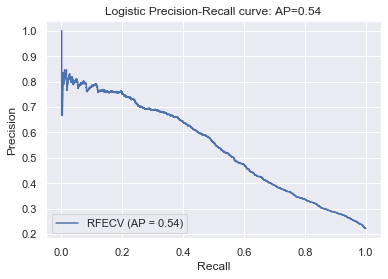 Logistic Precision-Recall curve: AP=0.54
Precision
1.0
0.9
0.8
0.7
0.6
0.5
0.4
0.3
0.2
RFECV (AP = 0.54)
0.0 0.2 0.4 0.6 0.8 1.0
Recall